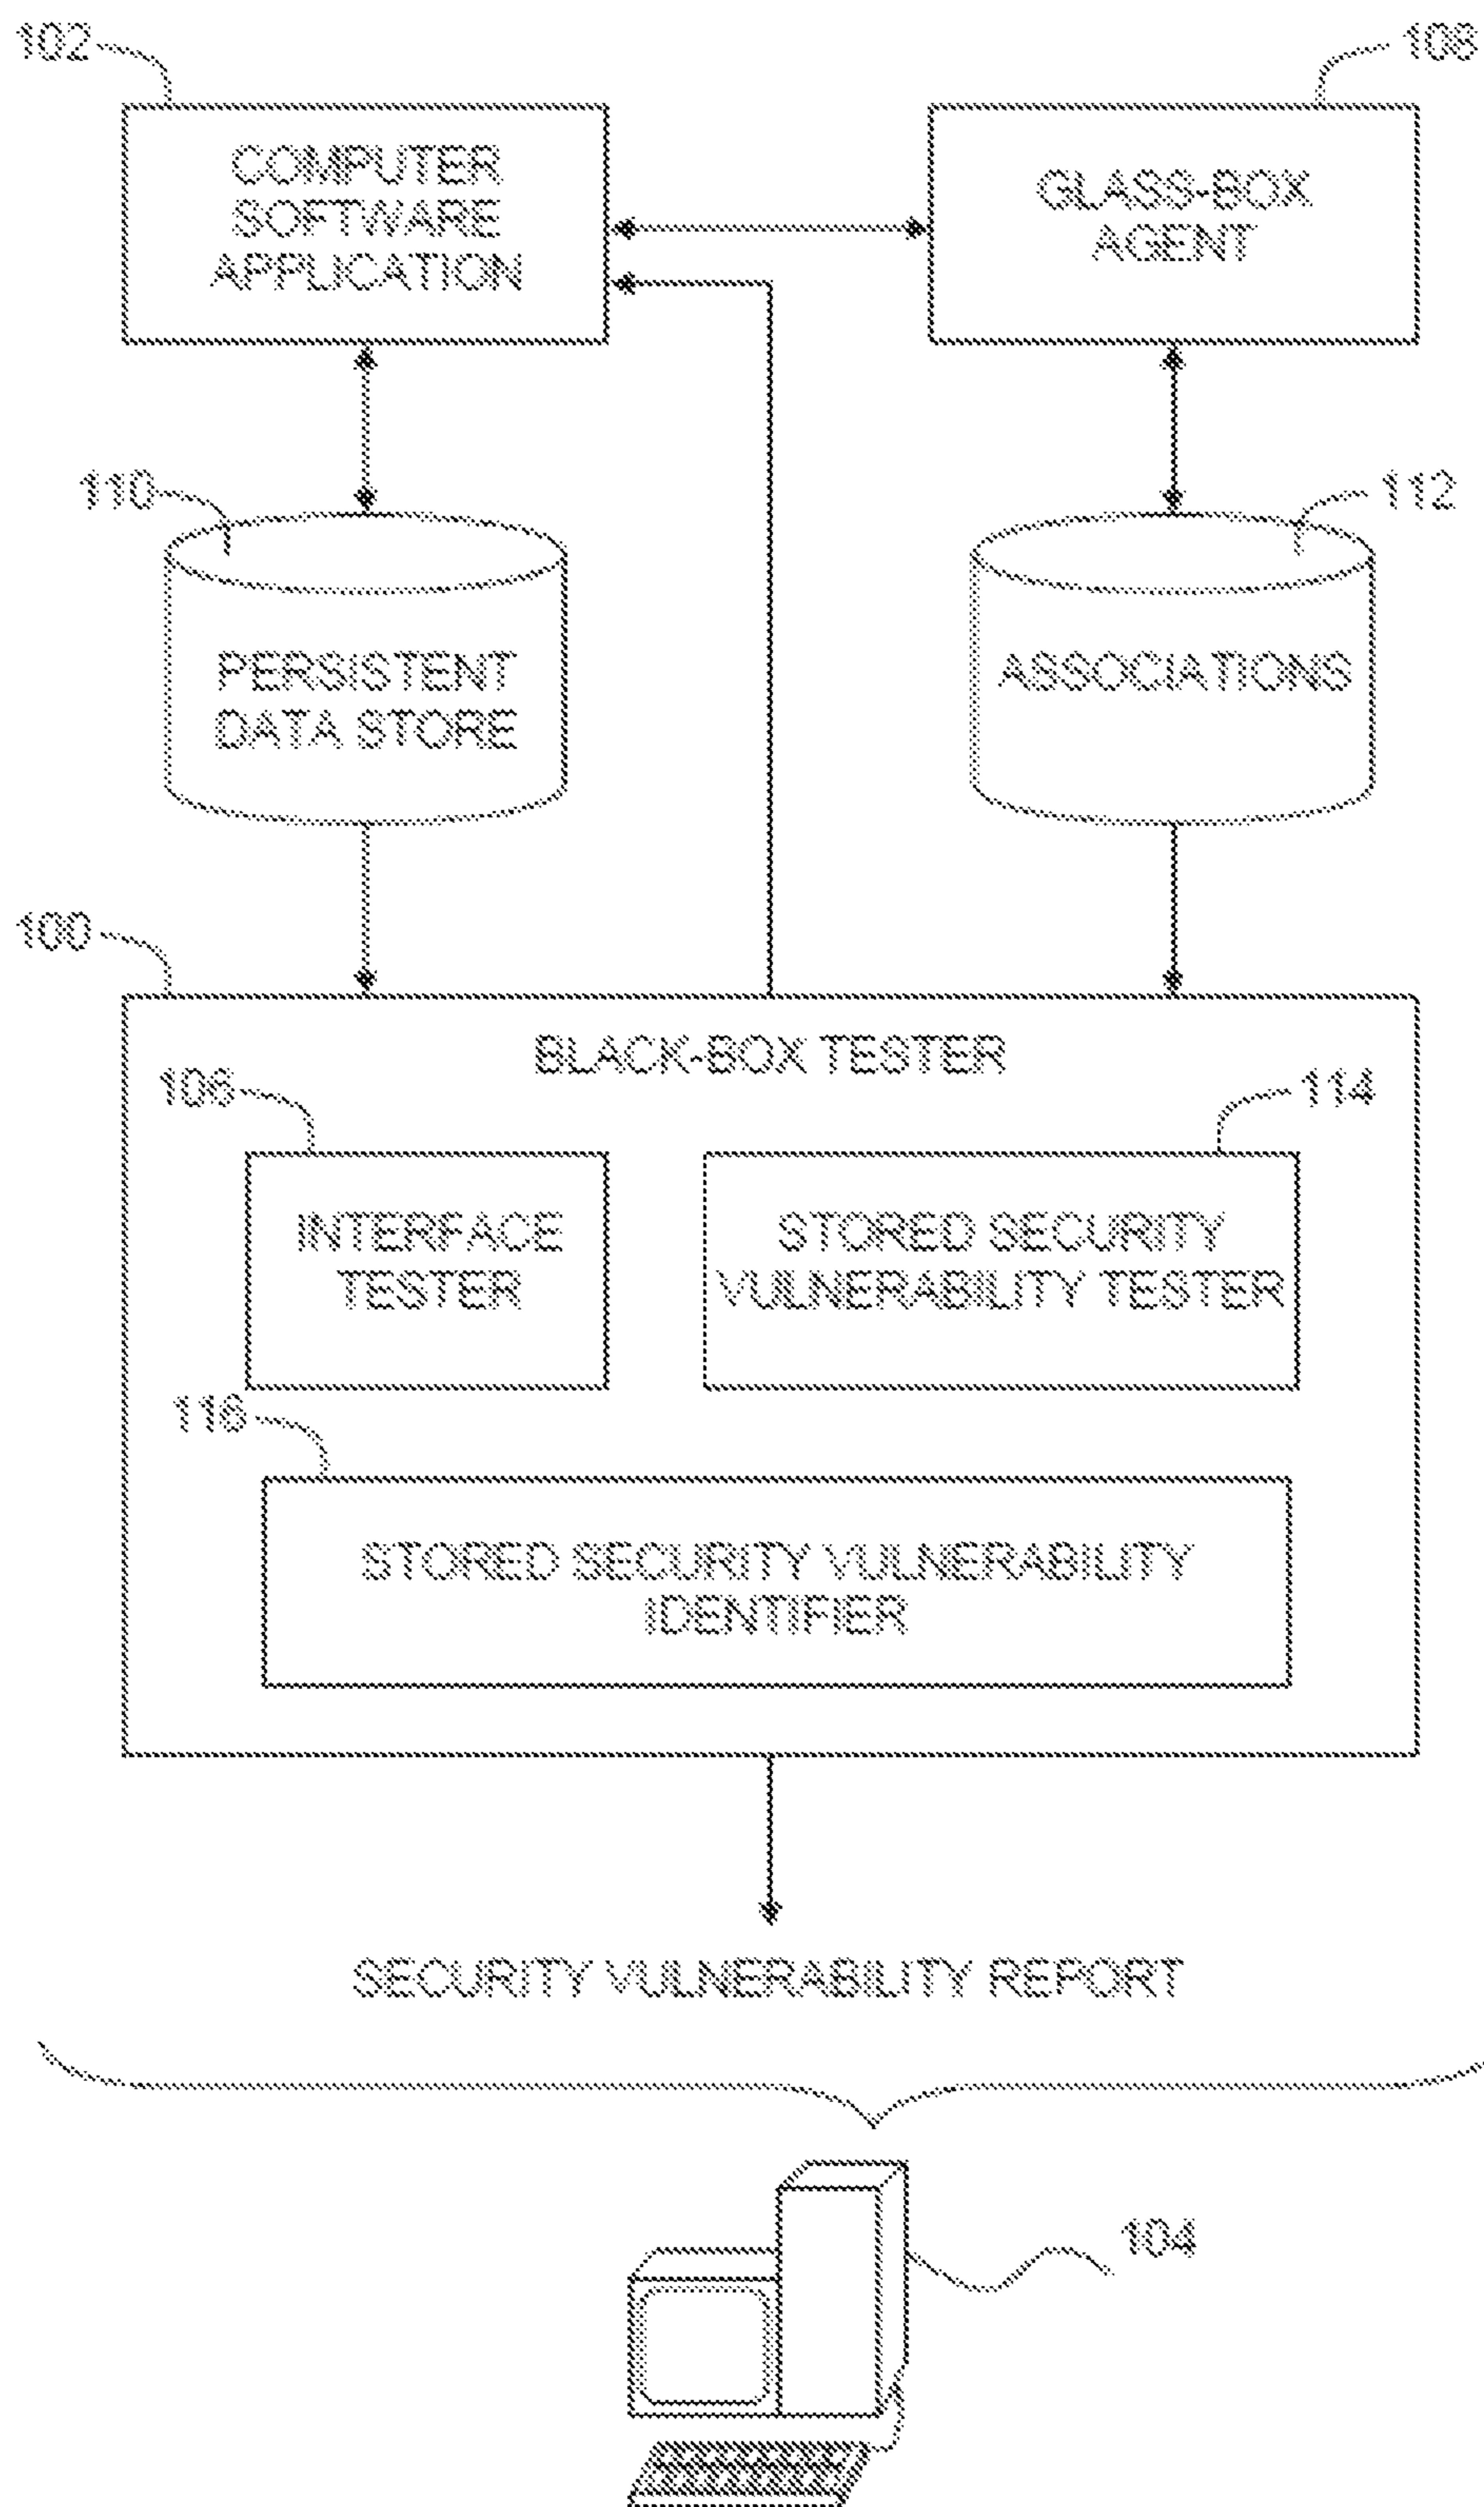 102
108
COMPUTER
SOFTWARE
APPLICATION
GLASS-BOX
AGENT
110
112
PERSISTENT
DATA STORE
ASSOCIATIONS
100
BLACK-BOX TESTER
106
114
INTERFACE
TESTER
STORED SECURITY
VULNERABILITY TESTER
116
STORED SECURITY VULNERABILITY
IDENTIFIER
SECURITY VULNERABILITY REPORT
104